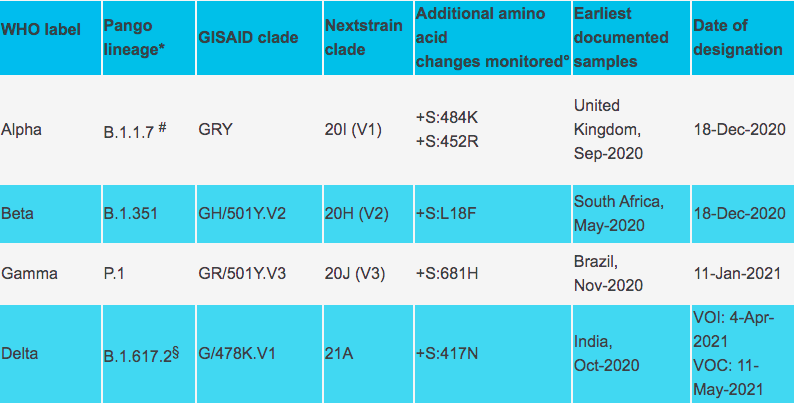 WHO label
Pango
lineage*
GISAID clade
Nextstrain
clade
Additional amino
acid
changes monitored°
Earliest
documented
samples
Date of
designation
Alpha
B.1.1.7 #
GRY
20I (V1)
+S:484K
+S:452R
United
Kingdom,
Sep-2020
18-Dec-2020
Beta
B.1.351
GH/501Y.V2
20H (V2)
+S:L18F
South Africa,
May-2020
18-Dec-2020
Gamma
P.1
GR/501Y.V3
20J (V3)
+S:681H
Brazil,
Nov-2020
11-Jan-2021
Delta
B.1.617.2§
G/478K.V1
21A
+S:417N
India,
Oct-2020
VOI: 4-Apr-
2021
VOC: 11-
May-2021